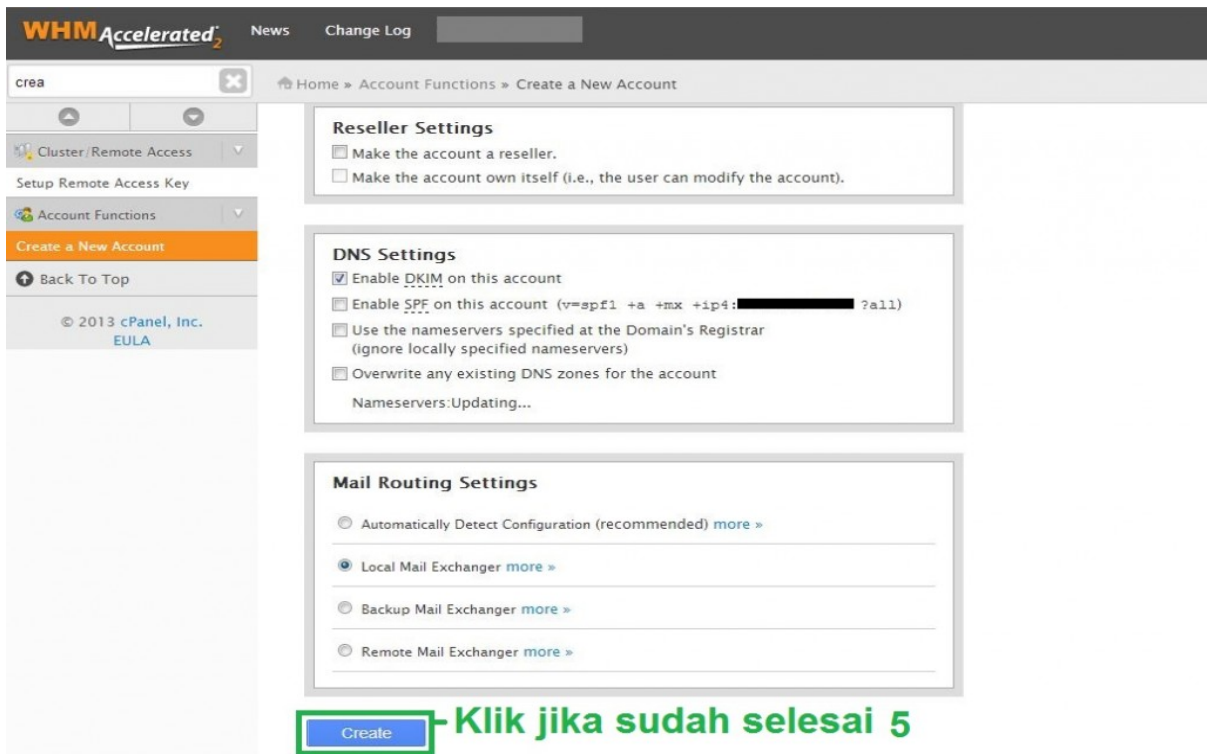 WHM Accelerated2 News Change Log
crea
Home » Account Functions » Create a New Account
Cluster/Remote Access
Setup Remote Access Key
Account Functions
Create a New Account
Back To Top
© 2013 cPanel, Inc.
EULA
Reseller Settings
Make the account a reseller.
Make the account own itself (i.e., the user can modify the account).
DNS Settings
Enable DKIM on this account
Enable SPF on this account (v=spf1 +a +mx +ip4: ?all)
Use the nameservers specified at the Domain's Registrar
(ignore locally specified nameservers)
Overwrite any existing DNS zones for the account
Nameservers:Updating...
Mail Routing Settings
Automatically Detect Configuration (recommended) more »
Local Mail Exchanger more »
Backup Mail Exchanger more »
Remote Mail Exchanger more »
Create Klik jika sudah selesai 5